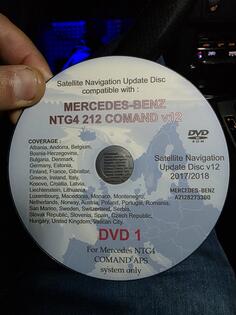 Satellite Navigation Update Disc
compatible with :
MERCEDES-BENZ
NTG4 212 COMAND v12
COVERAGE :
Albania, Andorra, Belgium,
Bosnia-Herzegovina,
Bulgaria, Denmark,
Germany, Estonia,
Finland, France, Gibraltar,
Greece, Ireland, Italy,
Kosovo, Croatia, Latvia,
Liechtenstein, Lithuania,
Luxembourg, Macedonia, Monaco, Montenegro,
Netherlands, Norway, Austria, Poland, Portugal, Romania,
San Marino, Sweden, Switzerland, Serbia,
Slovak Republic, Slovenia, Spain, Czech Republic,
Hungary, United Kingdom, Vatican City.
DVD
ROM
Satellite Navigation
Update Disc v12
2017/2018
MERCEDES-BENZ
A2128273300
DVD 1
For Mercedes NTG4
COMAND APS
system only